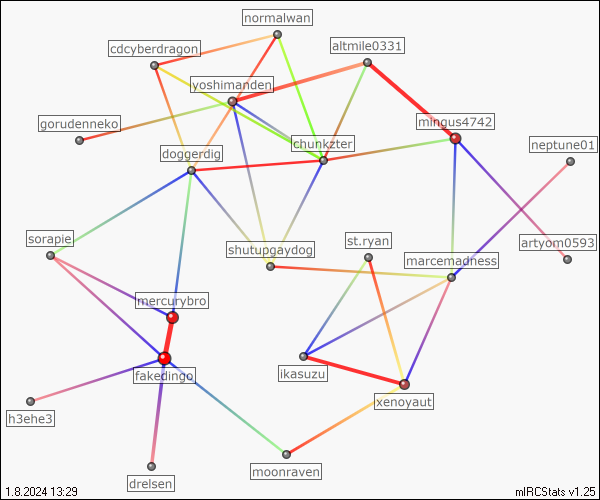 normalwan
cdcyberdragon
altmile0331
yoshimanden
gorudenneko
mingus4742
chunkzter
neptune01
doggerdig
sorapie
shutupgaydog
st.ryan
artyom0593
marcemadness
mercurybro
fakedingo
ikasuzu
xenoyaut
h3ehe3
moonraven
drelsen
1.8.2024 13:29
mIRCStats v1.25